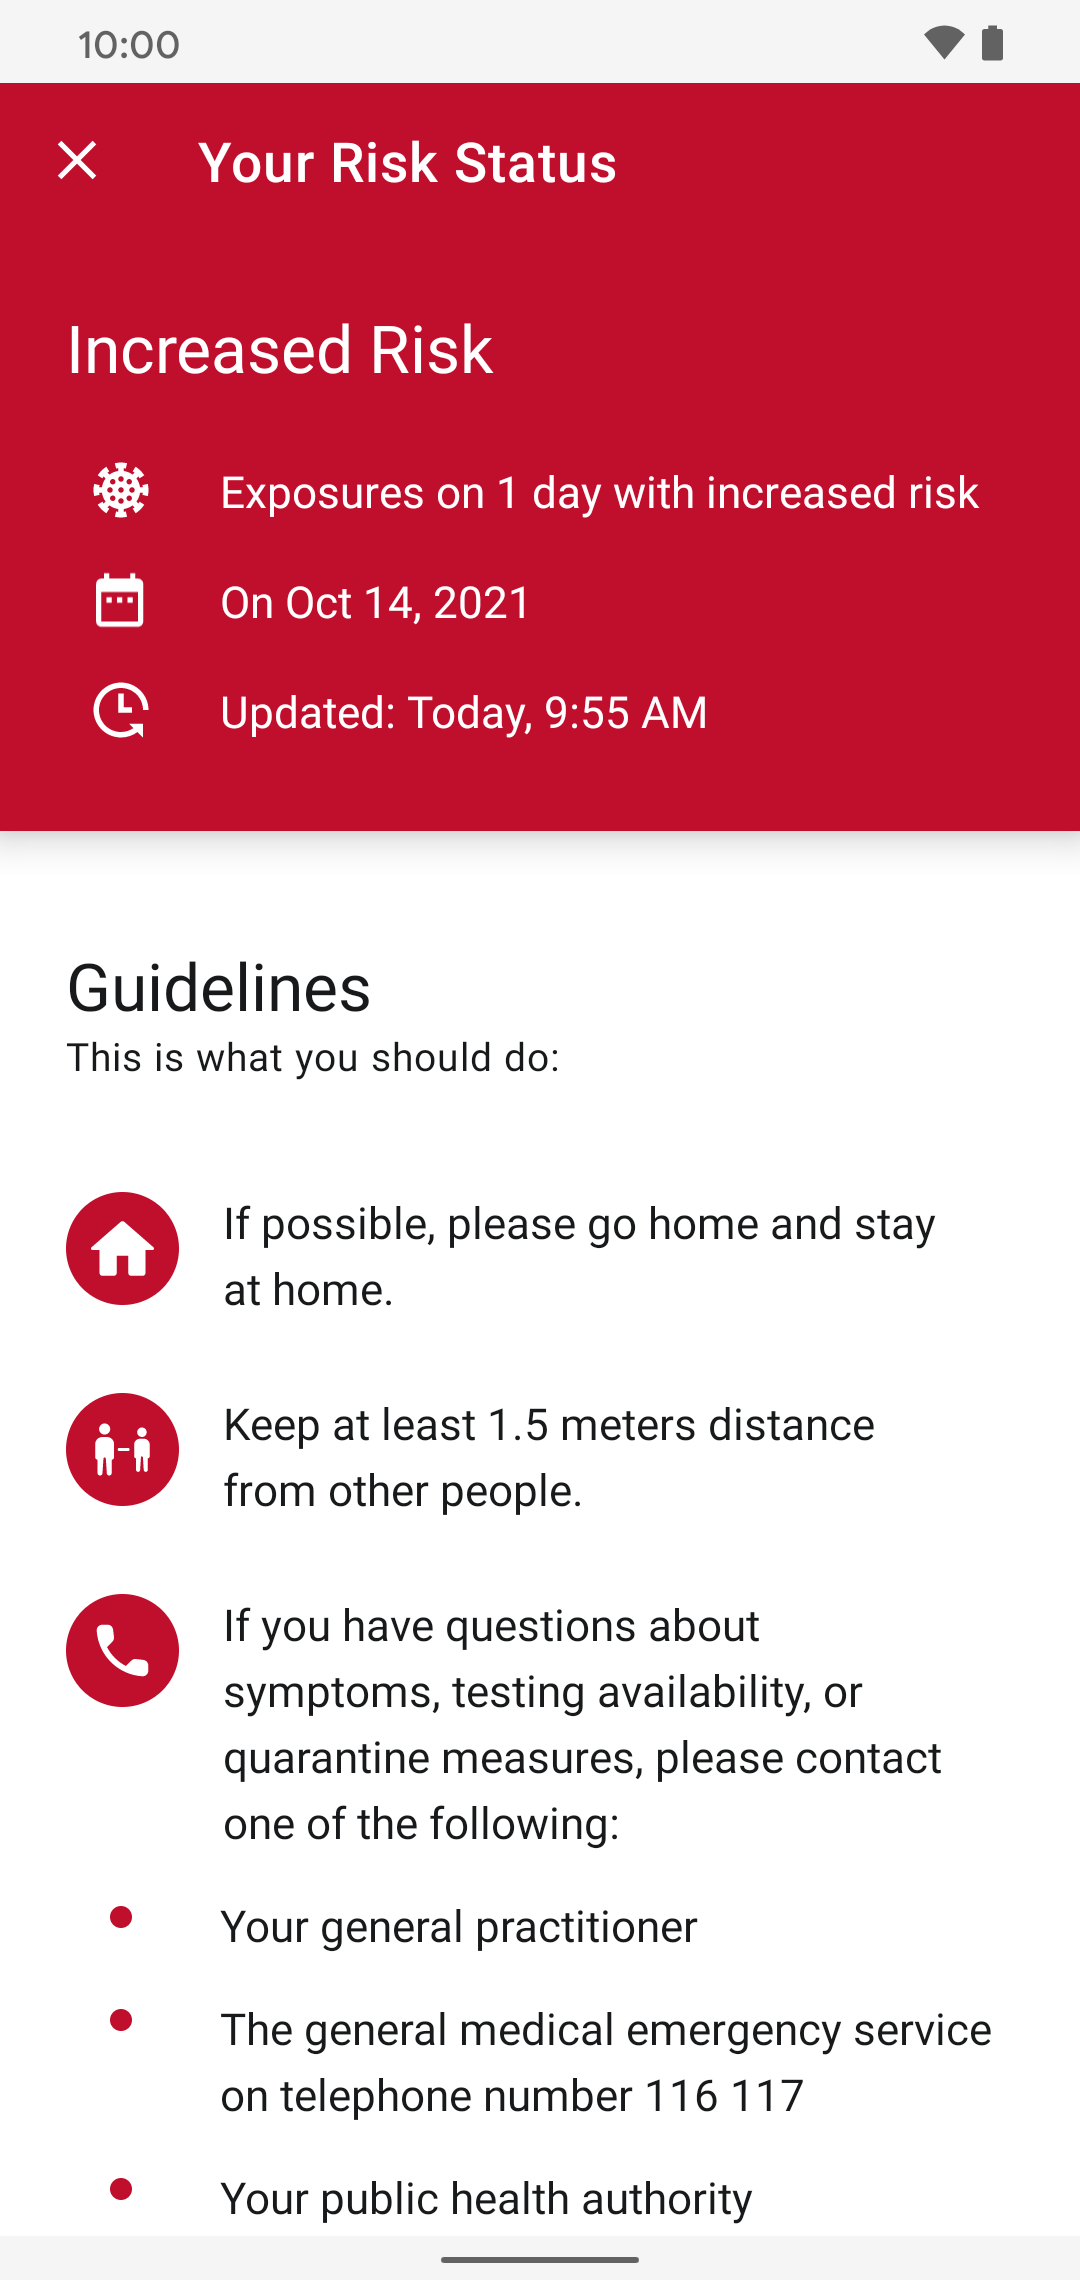 10:00
Your Risk Status
Increased Risk
Exposures on 1 day with increased risk
On Oct 14, 2021
Updated: Today, 9:55 AM
Guidelines
This is what you should do:
If possible, please go home and stay
at home.
Keep at least 1.5 meters distance
from other people.
If you have questions about
symptoms, testing availability, or
quarantine measures, please contact
one of the following:
Your general practitioner
The general medical emergency service
on telephone number 116 117
Your public health authority